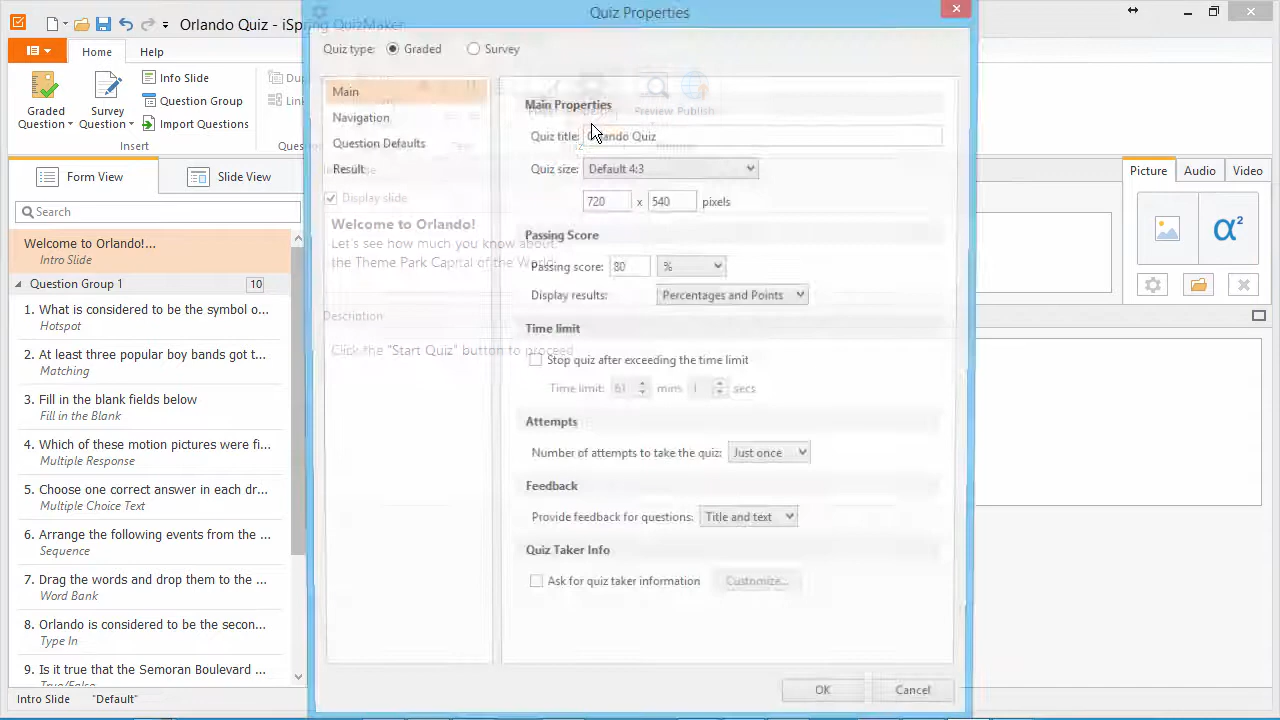 Orlando Quiz - iSpring QuizMaker
Quiz Properties
Home
Help
Quiz type:
Graded
Survey
Graded
Question
Survey
Question
Info Slide
Question Group
Import Questions
Insert
Preview
Publish
Form View
Slide View
Search
Welcome to Orlando!...
Intro Slide
Question Group 1
10
1. What is considered to be the symbol o...
Hotspot
2. At least three popular boy bands got t...
Matching
3. Fill in the blank fields below
Fill in the Blank
4. Which of these motion pictures were fi...
Multiple Response
5. Choose one correct answer in each dr...
Multiple Choice Text
6. Arrange the following events from the ...
Sequence
7. Drag the words and drop them to the ...
Word Bank
8. Orlando is considered to be the secon...
Type In
9. Is it true that the Semoran Boulevard ...
True/False
Intro Slide
"Default"
Main
Navigation
Question Defaults
Result
Display slide
Welcome to Orlando!
Let's see how much you know about
the Theme Park Capital of the World.
Description
Click the "Start Quiz" button to proceed
Main Properties
Quiz title:
Orlando Quiz
Quiz size:
Default 4:3
720
x
540
pixels
Passing Score
Passing score:
80
%
Display results:
Percentages and Points
Time limit
Stop quiz after exceeding the time limit
Time limit:
61
mins
1
secs
Attempts
Number of attempts to take the quiz:
Just once
Feedback
Provide feedback for questions:
Title and text
Quiz Taker Info
Ask for quiz taker information
Customize...
OK
Cancel
Picture
Audio
Video
α²